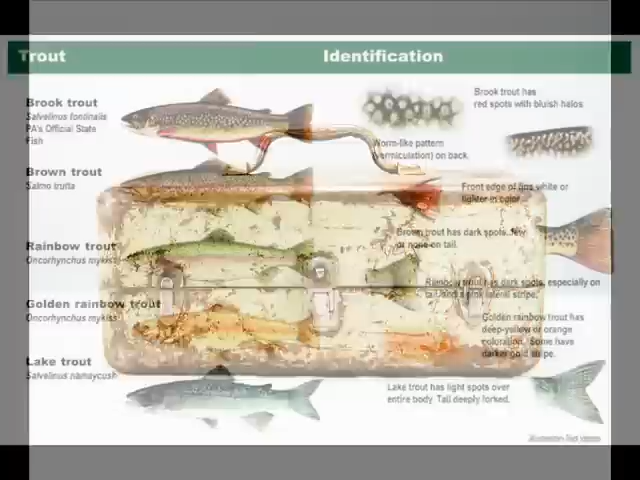 Trout Identification
Brook trout
Salvelinus fontinalis
PA's Official State
Fish
Brook trout has
red spots with bluish halos
Worm-like pattern
(vermiculation) on back.
Brown trout
Salmo trutta
Front edge of fins white or
lighter in color.
Brown trout has dark spots, few
or none on tail.
Rainbow trout
Oncorhynchus mykiss
Rainbow trout has dark spots, especially on
tail and a pink lateral stripe.
Golden rainbow trout
Oncorhynchus mykiss
Golden rainbow trout has
deep-yellow or orange
coloration. Some have
darker gold stripe.
Lake trout
Salvelinus namaycush
Lake trout has light spots over
entire body. Tail deeply forked.